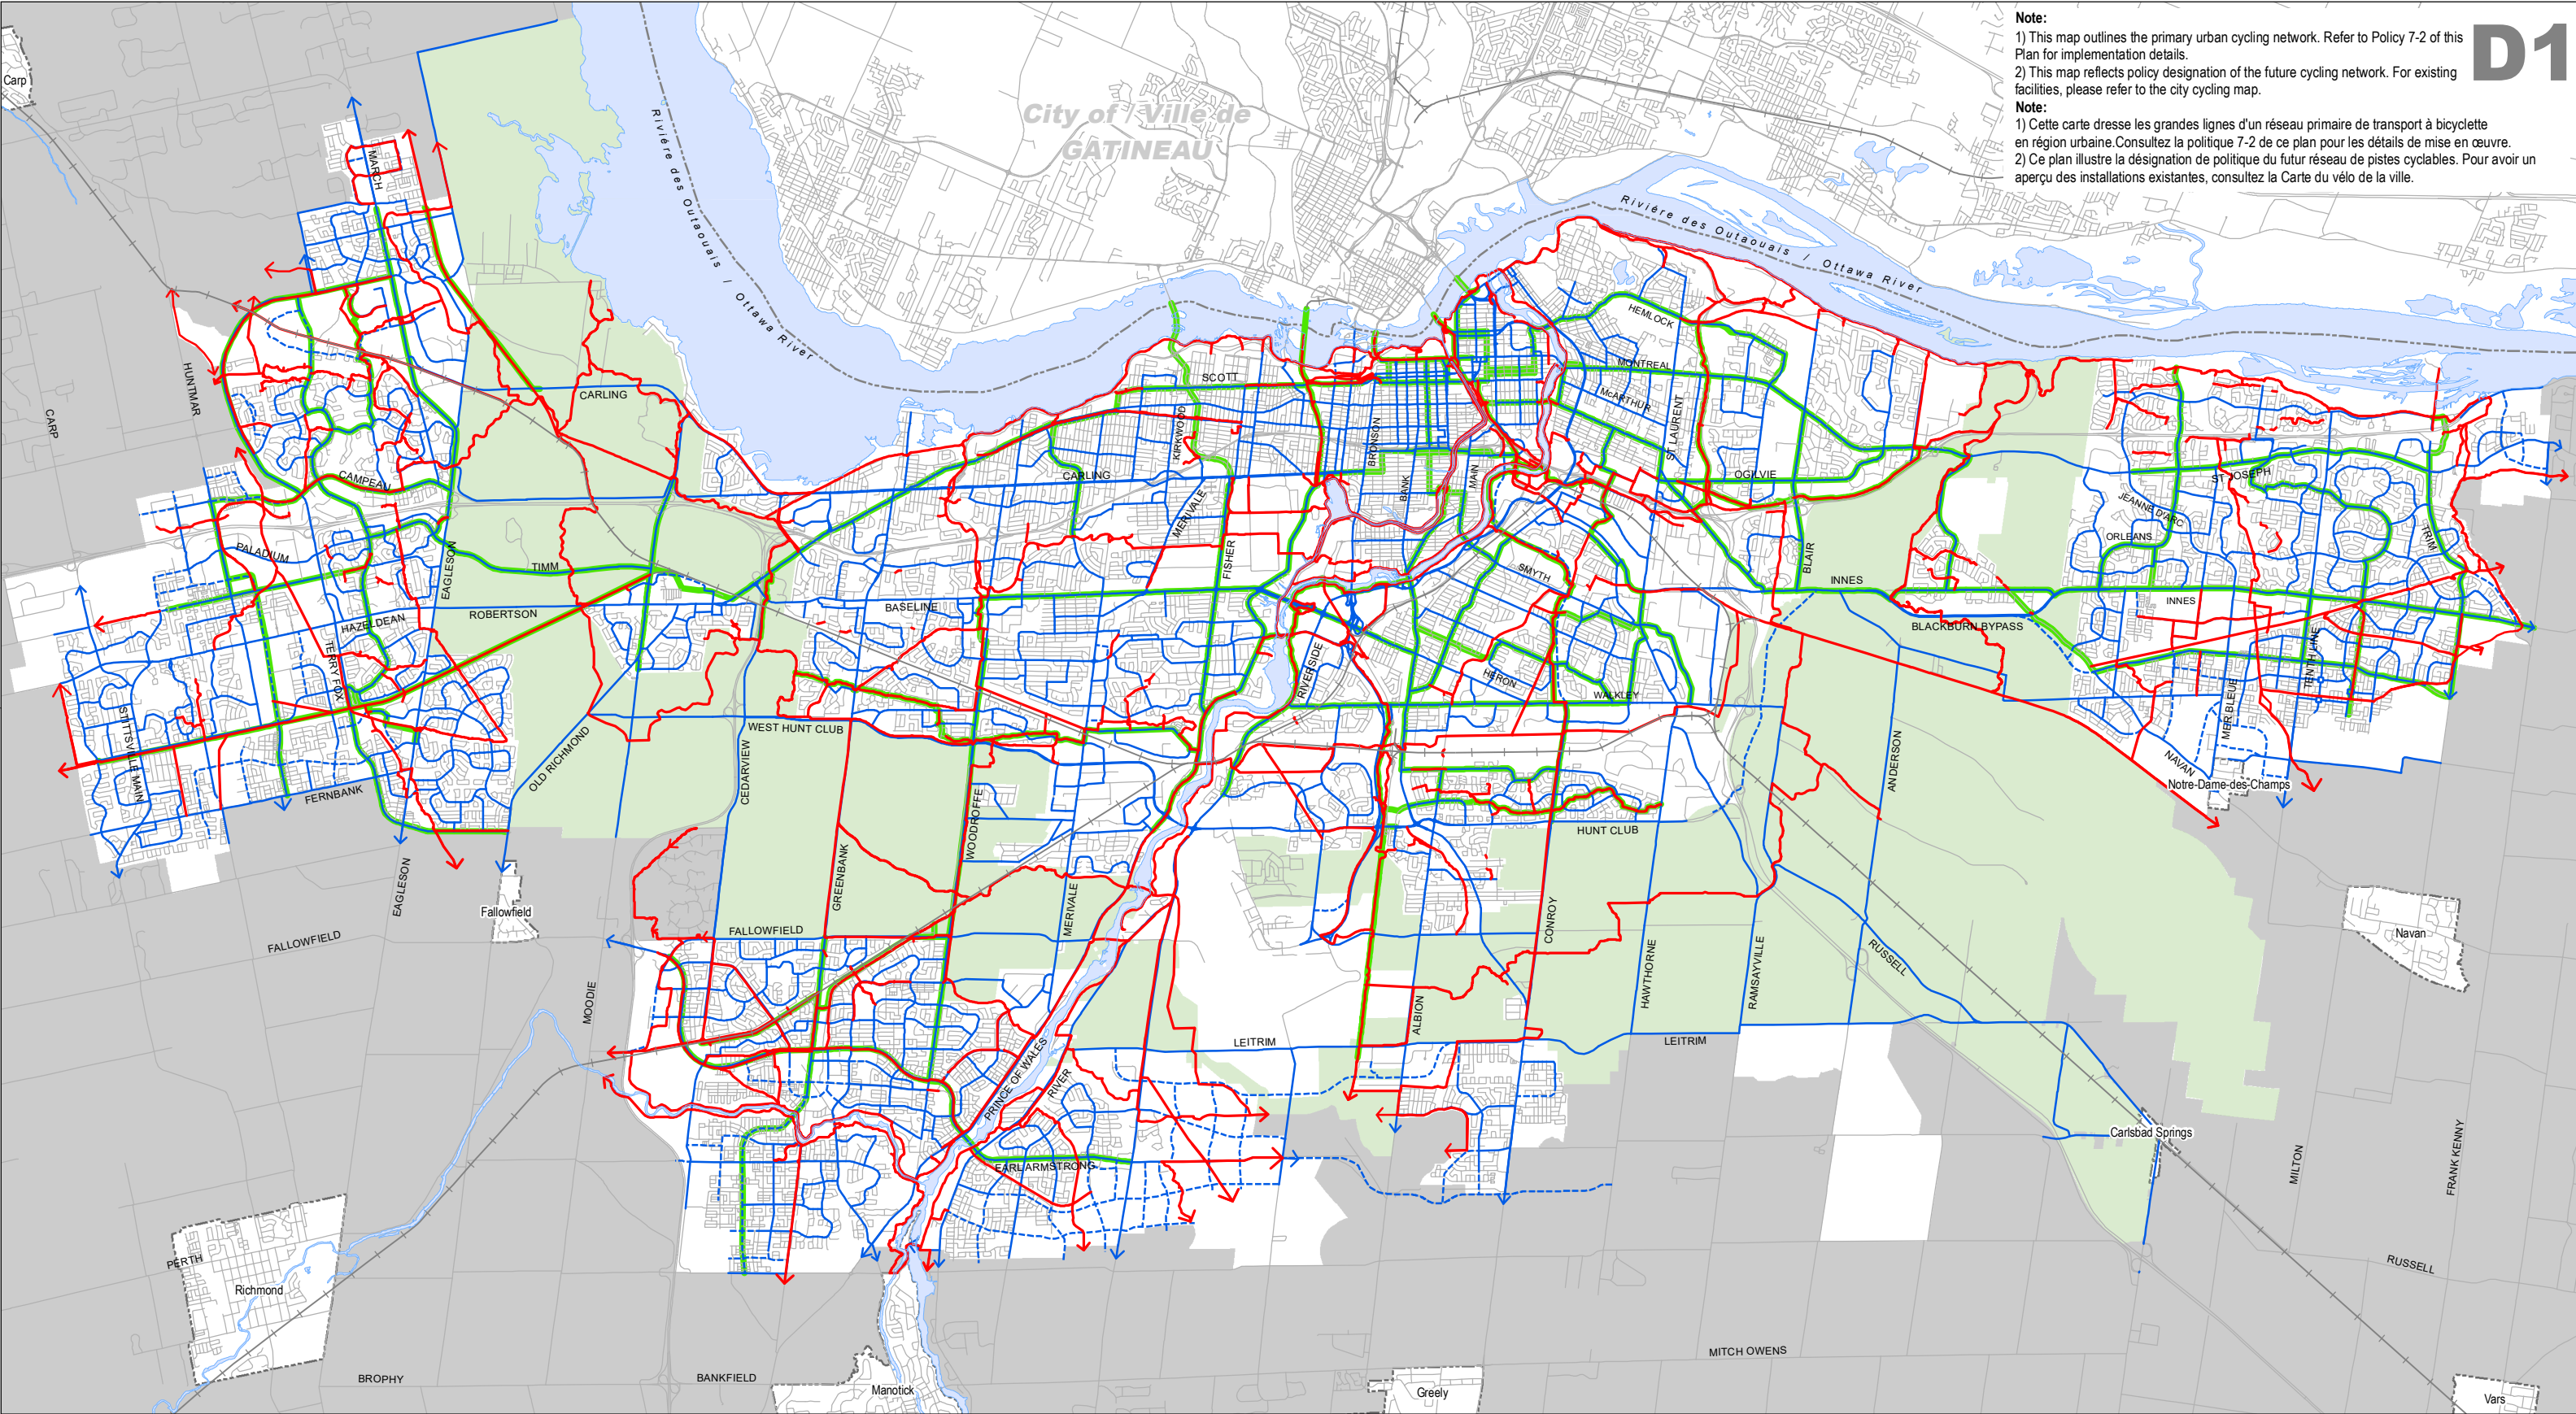 Note:
1) This map outlines the primary urban cycling network. Refer to Policy 7-2 of this
Plan for implementation details.
2) This map reflects policy designation of the future cycling network. For existing
facilities, please refer to the city cycling map.
Note:
1) Cette carte dresse les grandes lignes d'un réseau primaire de transport à bicyclette
en région urbaine.Consultez la politique 7-2 de ce plan pour les détails de mise en œuvre.
2) Ce plan illustre la désignation de politique du futur réseau de pistes cyclables. Pour avoir un
aperçu des installations existantes, consultez la Carte du vélo de la ville.
D1
Carp
City of / Ville de
GATINEAU
Rivière des Outaouais / Ottawa River
Rivière des Outaouais / Ottawa River
MARCH
HUNTMAR
CARP
CARLING
SCOTT
HEMLOCK
MONTREAL
McARTHUR
ST LAURENT
KIRKWOOD
BRONSON
CAMPEAU
CARLING
MERIVALE
BANK
MAIN
OGILVIE
ST JOSEPH
JEANNE D'ARC
ORLEANS
TRIM
PALADIUM
EAGLESON
TIMM
FISHER
SMYTH
BLAIR
INNES
INNES
HAZELDEAN
ROBERTSON
BASELINE
BLACKBURN BYPASS
TERRY FOX
RIVERSIDE
HERON
WALKLEY
TENTH LINE
MER BLEUE
STITTSVILLE MAIN
FERNBANK
OLD RICHMOND
WEST HUNT CLUB
CEDARVIEW
WOODROFFE
ANDERSON
NAVAN
Notre-Dame-des-Champs
HUNT CLUB
EAGLESON
GREENBANK
MERIVALE
Fallowfield
FALLOWFIELD
FALLOWFIELD
CONROY
HAWTHORNE
RAMSAYVILLE
RUSSELL
Navan
MOODIE
ALBION
LEITRIM
LEITRIM
PRINCE OF WALES
RIVER
EARL ARMSTRONG
Carlsbad Springs
MILTON
FRANK KENNY
PERTH
Richmond
RUSSELL
BROPHY
BANKFIELD
Manotick
MITCH OWENS
Greely
Vars